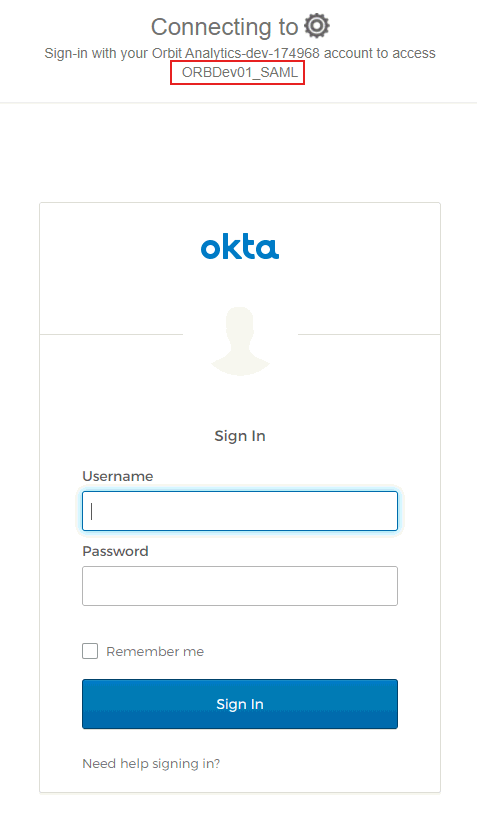 Connecting to
Sign-in with your Orbit Analytics-dev-174968 account to access
ORBDev01_SAML
okta
Sign In
Username
Password
Remember me
Sign In
Need help signing in?